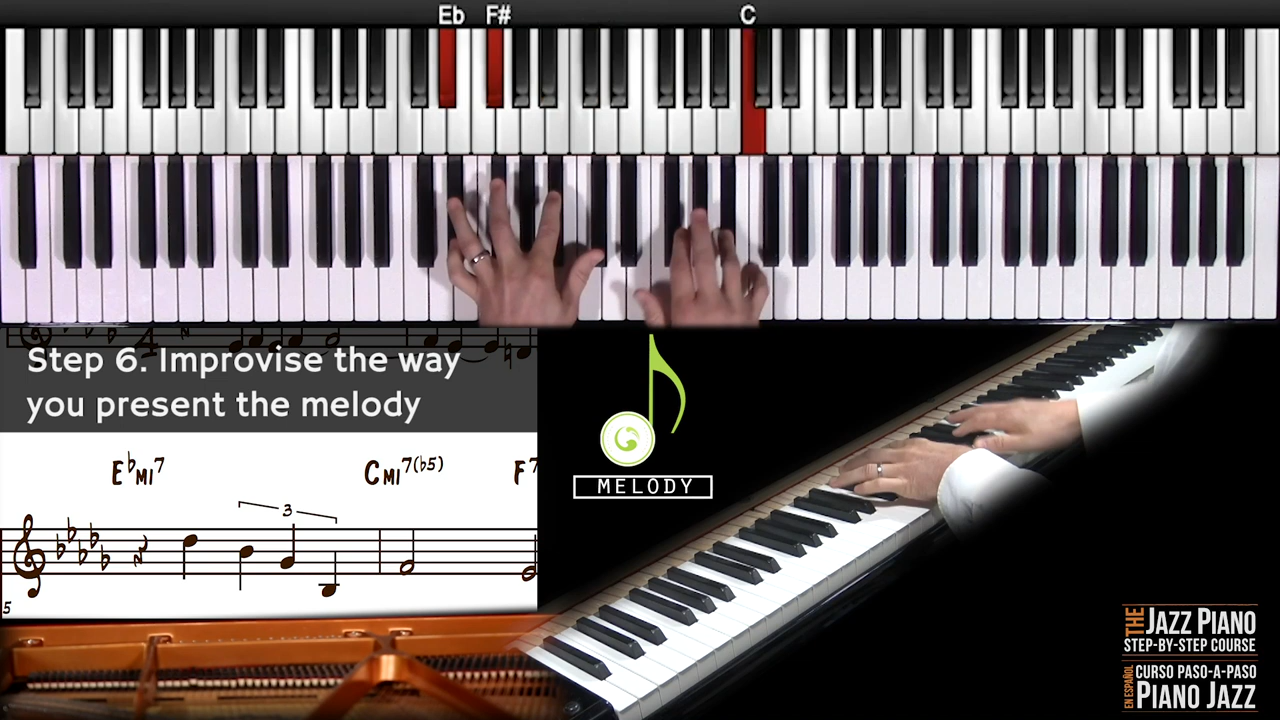 Eb F# C
Step 6. Improvise the way
you present the melody
E♭MI7 CMI7(♭5) F7
3
5
MELODY
THE JAZZ PIANO
STEP-BY-STEP COURSE
EN ESPAÑOL CURSO PASO-A-PASO
PIANO JAZZ